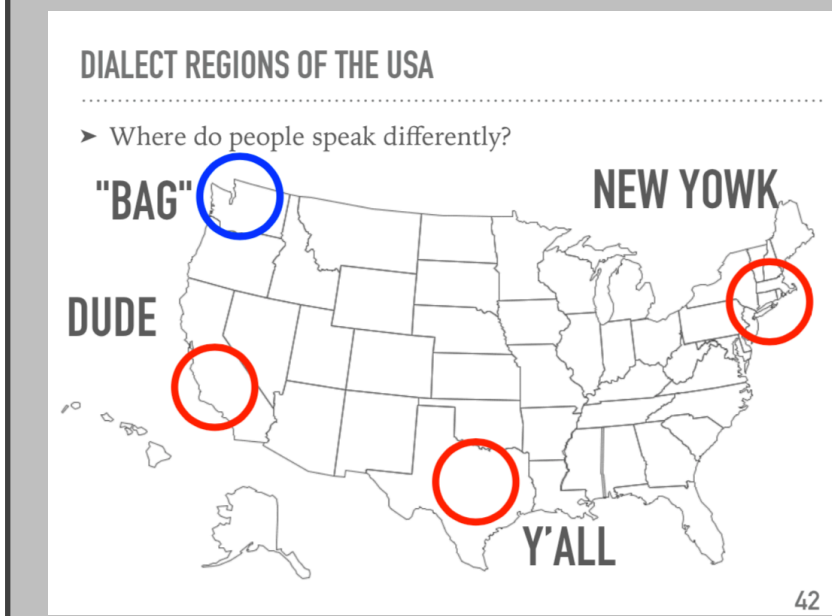 DIALECT REGIONS OF THE USA
➤ Where do people speak differently?
"BAG"
NEW YOWK
DUDE
Y'ALL
42